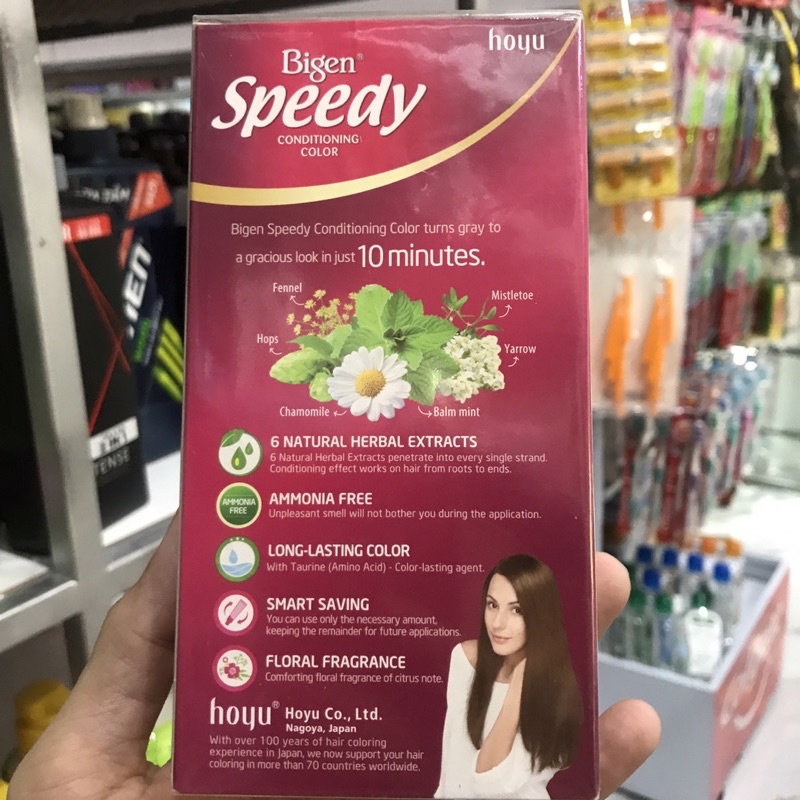 hoyu
Bigen®
Speedy
CONDITIONING
COLOR
Bigen Speedy Conditioning Color turns gray to
a gracious look in just 10 minutes.
Fennel
Mistletoe
Hops
Yarrow
Chamomile
Balm mint
6 NATURAL HERBAL EXTRACTS
6 Natural Herbal Extracts penetrate into every single strand.
Conditioning effect works on hair from roots to ends.
AMMONIA
FREE
AMMONIA FREE
Unpleasant smell will not bother you during the application.
LONG-LASTING COLOR
With Taurine (Amino Acid) - Color-lasting agent.
SMART SAVING
You can use only the necessary amount,
keeping the remainder for future applications.
FLORAL FRAGRANCE
Comforting floral fragrance of citrus note.
hoyu® Hoyu Co., Ltd.
Nagoya, Japan
With over 100 years of hair coloring
experience in Japan, we now support your hair
coloring in more than 70 countries worldwide.